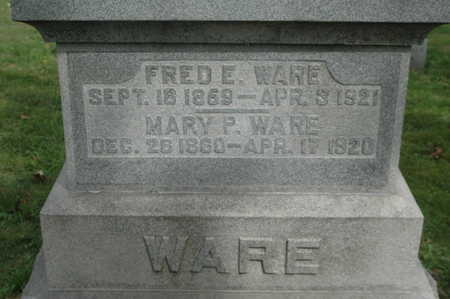 FRED E. WARE
SEPT. 16 1869–APR. 3 1921
MARY P. WARE
DEC. 26 1860–APR. 17 1920
WARE